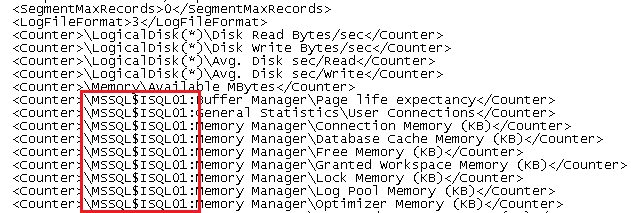 <SegmentMaxRecords>0</SegmentMaxRecords>
<LogFileFormat>3</LogFileFormat>
<Counter>\LogicalDisk(*)\Disk Read Bytes/sec</Counter>
<Counter>\LogicalDisk(*)\Disk Write Bytes/sec</Counter>
<Counter>\LogicalDisk(*)\Avg. Disk sec/Read</Counter>
<Counter>\LogicalDisk(*)\Avg. Disk sec/Write</Counter>
<Counter>\Memory\Available MBytes</Counter>
<Counter>\MSSQL$ISQL01:Buffer Manager\Page life expectancy</Counter>
<Counter>\MSSQL$ISQL01:General Statistics\User Connections</Counter>
<Counter>\MSSQL$ISQL01:Memory Manager\Connection Memory (KB)</Counter>
<Counter>\MSSQL$ISQL01:Memory Manager\Database Cache Memory (KB)</Counter>
<Counter>\MSSQL$ISQL01:Memory Manager\Free Memory (KB)</Counter>
<Counter>\MSSQL$ISQL01:Memory Manager\Granted Workspace Memory (KB)</Counter>
<Counter>\MSSQL$ISQL01:Memory Manager\Lock Memory (KB)</Counter>
<Counter>\MSSQL$ISQL01:Memory Manager\Log Pool Memory (KB)</Counter>
<Counter>\MSSQL$ISQL01:Memory Manager\Optimizer Memory (KB)</Counter>